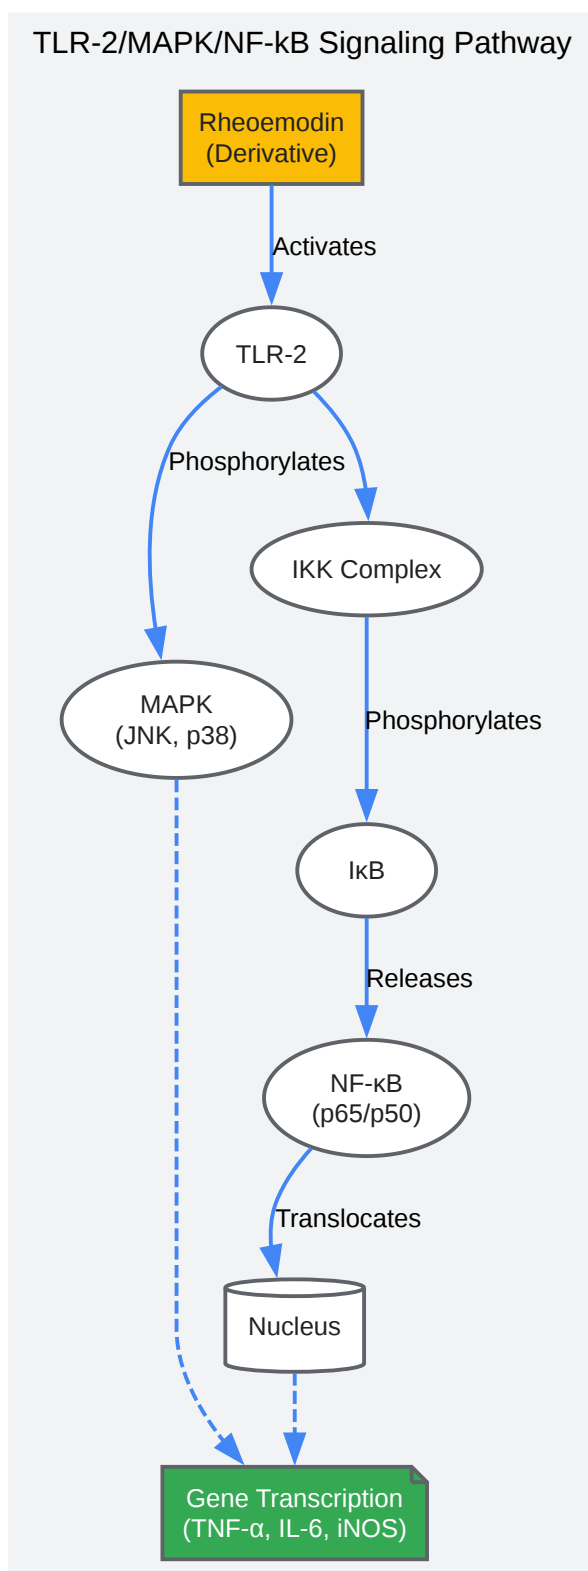 TLR-2/MAPK/NF-kB Signaling Pathway
Rheoemodin
(Derivative)
Activates
TLR-2
Phosphorylates
IKK Complex
MAPK
(JNK, p38)
Phosphorylates
IκB
Releases
NF-κB
(p65/p50)
Translocates
Nucleus
Gene Transcription
(TNF-α, IL-6, iNOS)